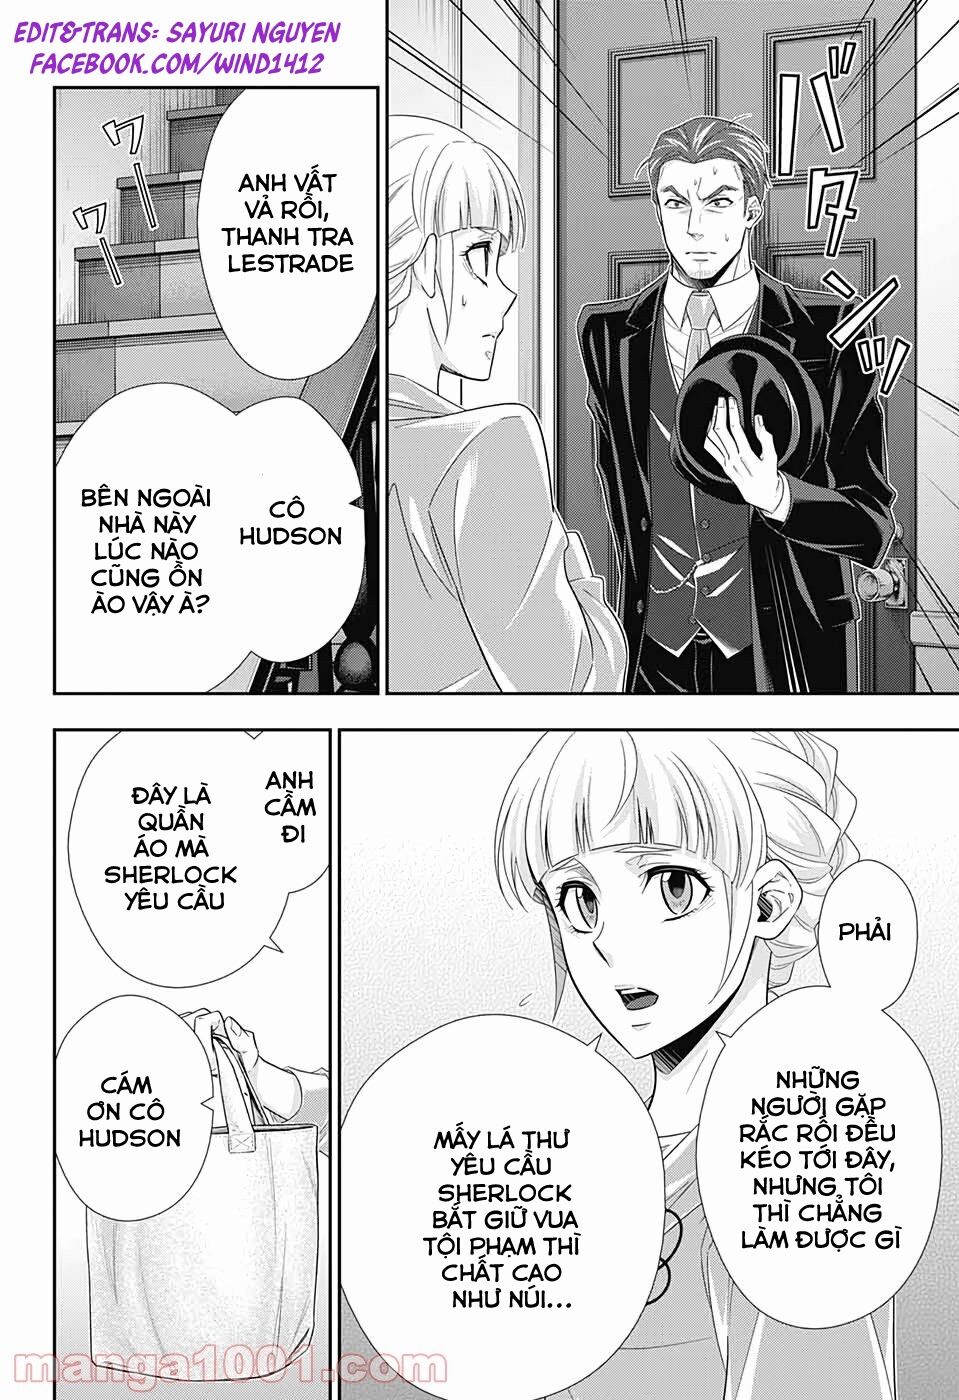 EDIT&TRANS: SAYURI NGUYEN
FACEBOOK.COM/WIND1412
バタン
ワー
ワー
ANH VẤT
VẢ RỒI,
THANH TRA
LESTRADE
CÔ
HUDSON
BÊN NGOÀI
NHÀ NÀY
LÚC NÀO
CŨNG ỒN
ÀO VẬY À?
PHẢI
NHỮNG
NGƯỜI GẶP
RẮC RỐI ĐỀU
KÉO TỚI ĐÂY,
NHƯNG TÔI
THÌ CHẲNG
LÀM ĐƯỢC GÌ
MẤY LÁ THƯ
YÊU CẦU
SHERLOCK
BẮT GIỮ VUA
TỘI PHẠM THÌ
CHẤT CAO
NHƯ NÚI...
ANH
CẦM
ĐI
ĐÂY LÀ
QUẦN
ÁO MÀ
SHERLOCK
YÊU CẦU
CÁM
ƠN CÔ
HUDSON
manga1001.com